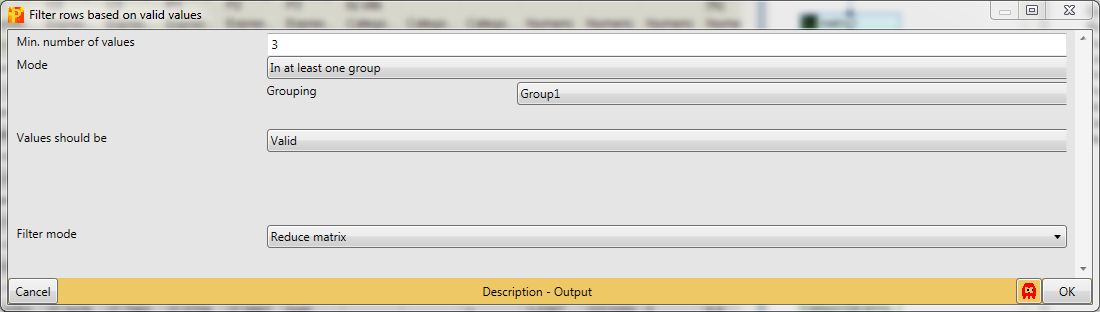 Filter rows based on valid values
Min. number of values
3
Mode
In at least one group
Grouping
Group1
Values should be
Valid
Filter mode
Reduce matrix
Cancel
Description - Output
OK